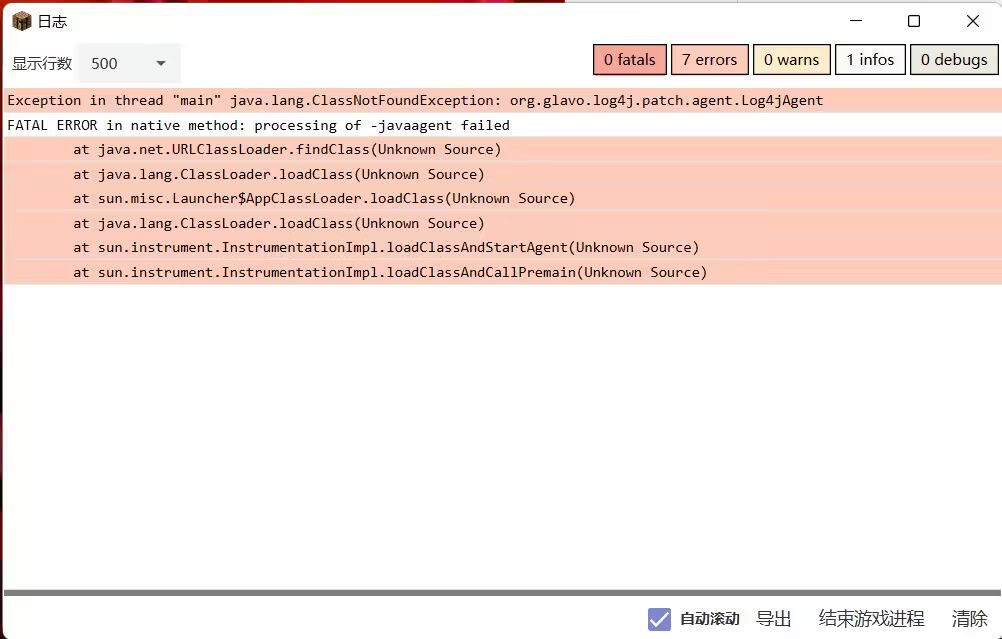 日志
显示行数 500 0 fatals 7 errors 0 warns 1 infos 0 debugs
Exception in thread "main" java.lang.ClassNotFoundException: org.glavo.log4j.patch.agent.Log4jAgent
FATAL ERROR in native method: processing of -javaagent failed
at java.net.URLClassLoader.findClass(Unknown Source)
at java.lang.ClassLoader.loadClass(Unknown Source)
at sun.misc.Launcher$AppClassLoader.loadClass(Unknown Source)
at java.lang.ClassLoader.loadClass(Unknown Source)
at sun.instrument.InstrumentationImpl.loadClassAndStartAgent(Unknown Source)
at sun.instrument.InstrumentationImpl.loadClassAndCallPremain(Unknown Source)
自动滚动 导出 结束游戏进程 清除